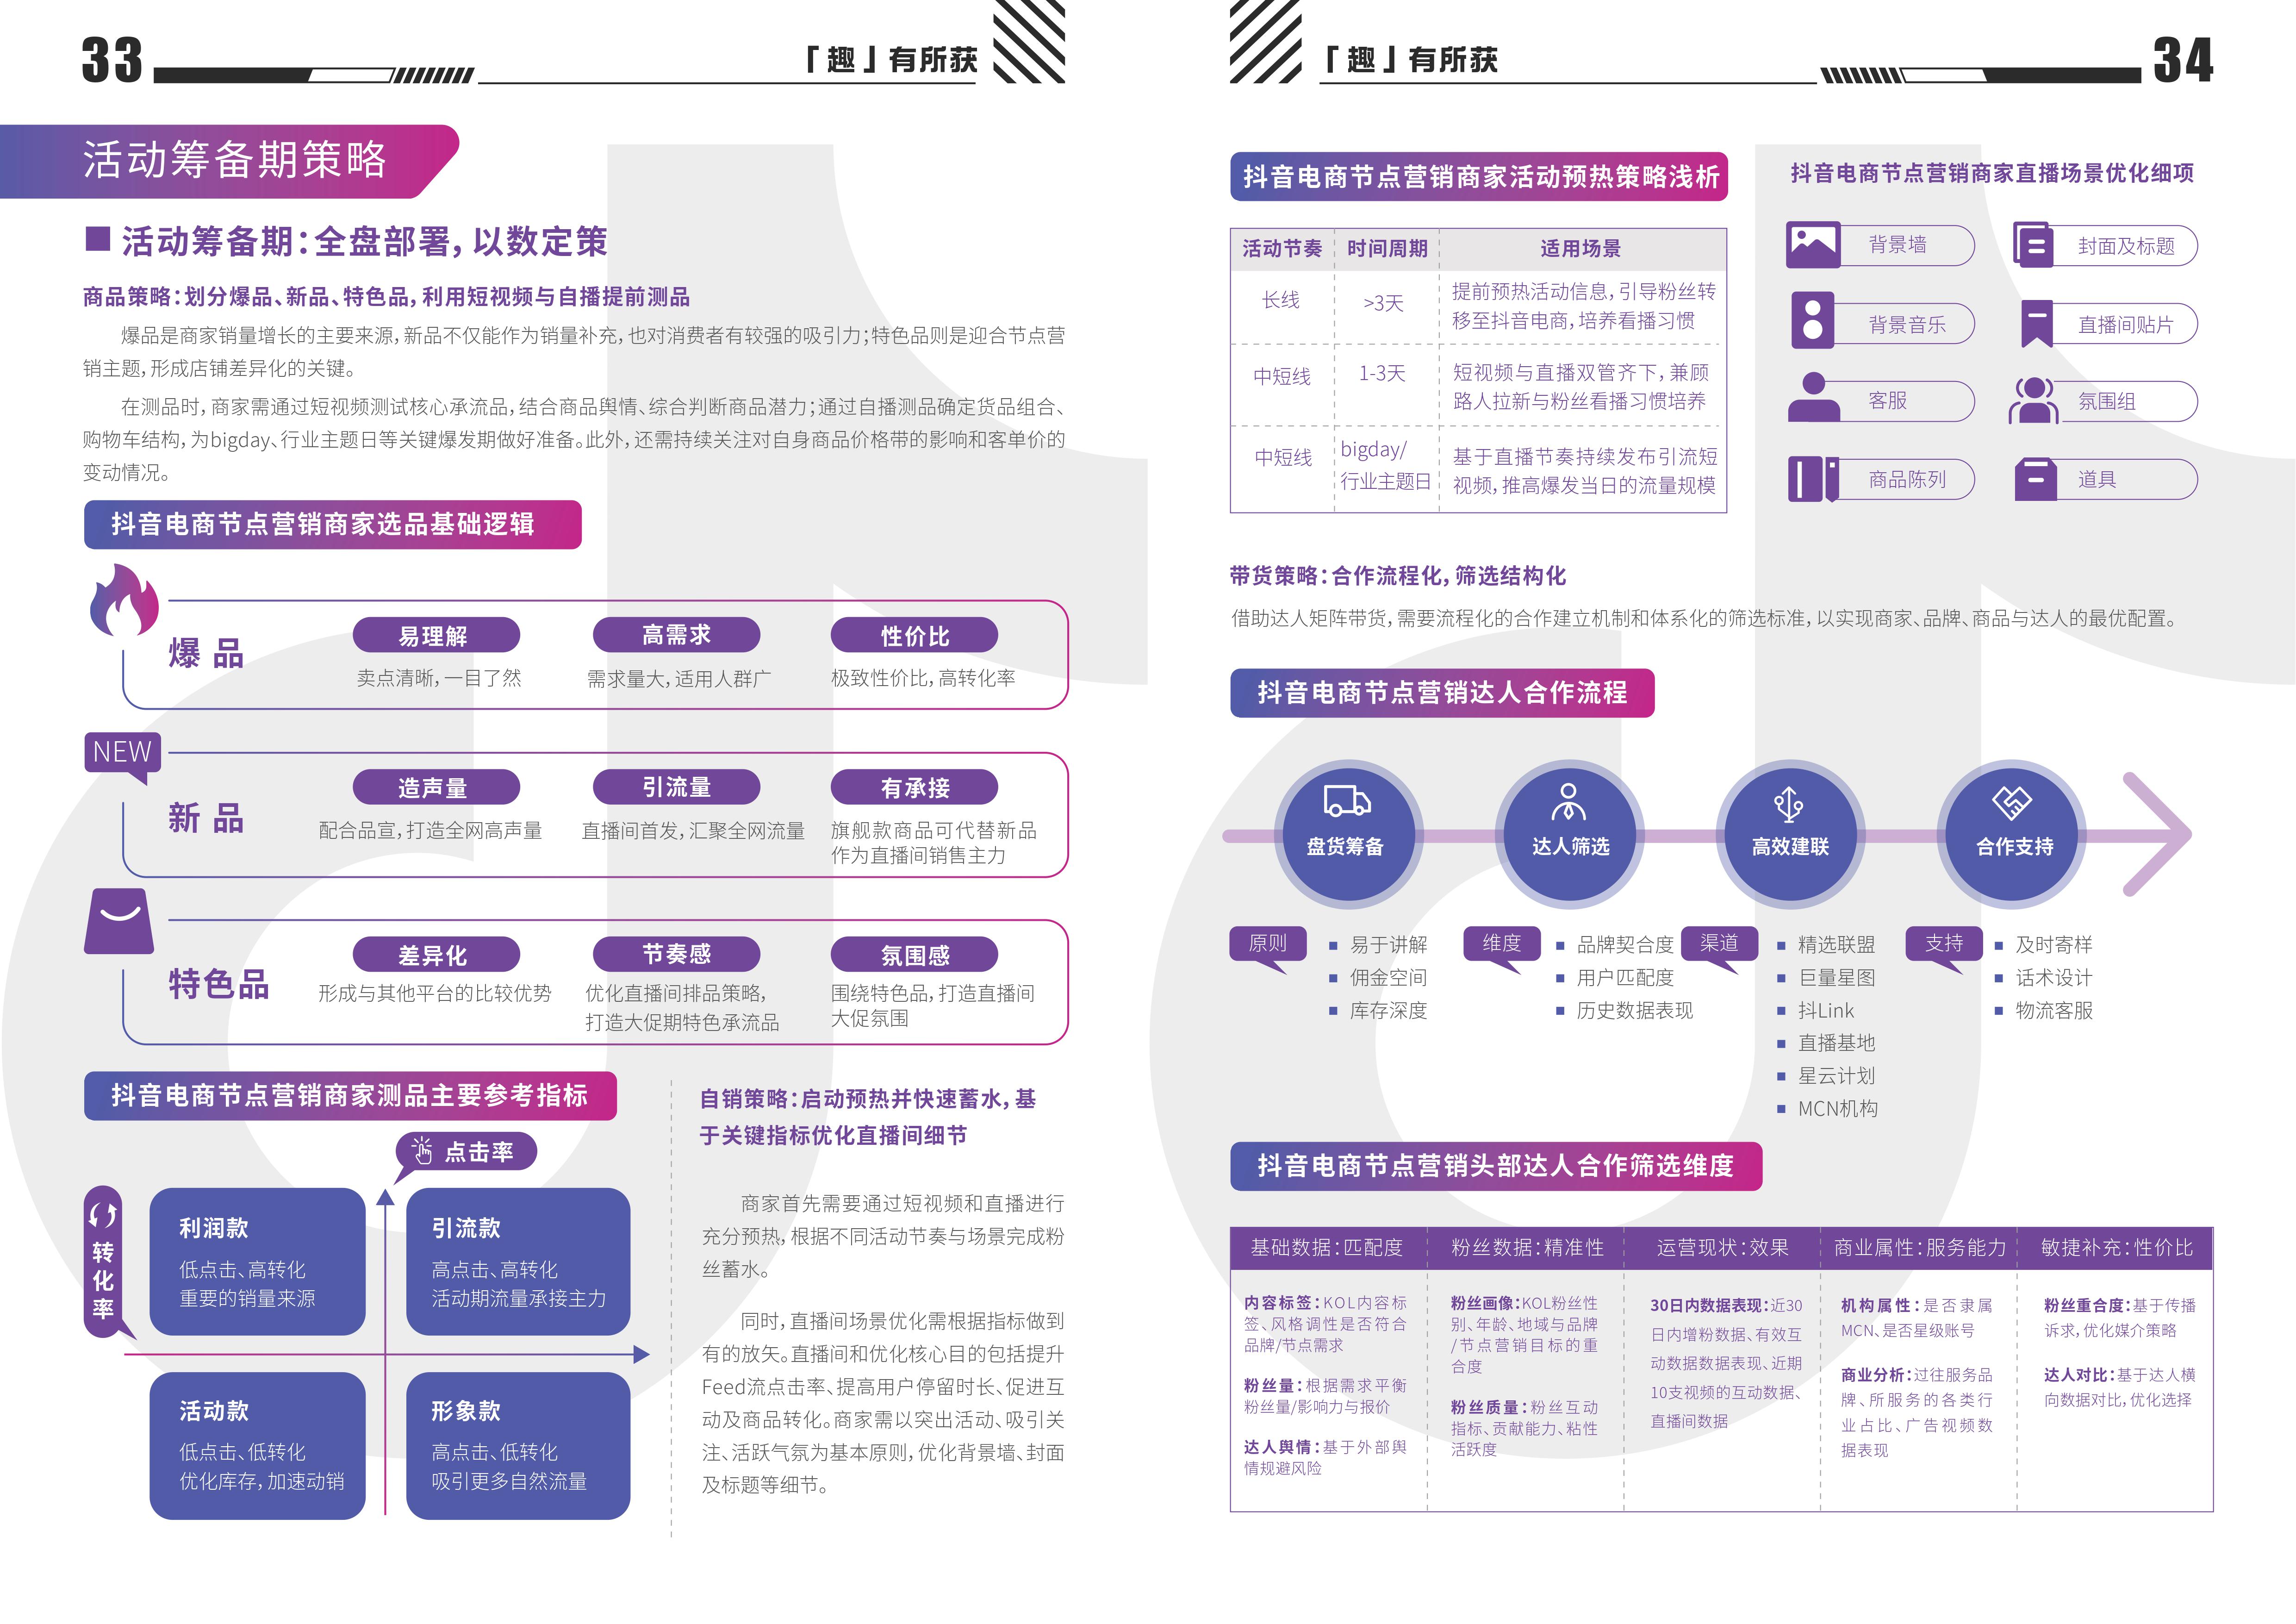 33
「趣」有所获
活动筹备期策略
活动筹备期：全盘部署，以数定策
商品策略：划分爆品、新品、特色品，利用短视频与自播提前测品
爆品是商家销量增长的主要来源，新品不仅能作为销量补充，也对消费者有较强的吸引力；特色品则是迎合节点营
销主题，形成店铺差异化的关键。
在测品时，商家需通过短视频测试核心承流品，结合商品舆情、综合判断商品潜力；通过自播测品确定货品组合、
购物车结构，为bigday、行业主题日等关键爆发期做好准备。此外，还需持续关注对自身商品价格带的影响和客单价的
变动情况。
抖音电商节点营销商家选品基础逻辑
爆品
易理解
高需求
性价比
卖点清晰，一目了然
需求量大，适用人群广
极致性价比，高转化率
NEW
新品
造声量
引流量
有承接
配合品宣，打造全网高声量
直播间首发，汇聚全网流量
旗舰款商品可代替新品
作为直播间销售主力
特色品
差异化
节奏感
氛围感
形成与其他平台的比较优势
优化直播间排品策略，
打造大促期特色承流品
围绕特色品，打造直播间
大促氛围
抖音电商节点营销商家测品主要参考指标
点击率
转化率
利润款
低点击、高转化
重要的销量来源
引流款
高点击、高转化
活动期流量承接主力
活动款
低点击、低转化
优化库存，加速动销
形象款
高点击、低转化
吸引更多自然流量
自销策略：启动预热并快速蓄水，基
于关键指标优化直播间细节
商家首先需要通过短视频和直播进行
充分预热，根据不同活动节奏与场景完成粉
丝蓄水。
同时，直播间场景优化需根据指标做到
有的放矢。直播间和优化核心目的包括提升
Feed流点击率、提高用户停留时长、促进互
动及商品转化。商家需以突出活动、吸引关
注、活跃气氛为基本原则，优化背景墙、封面
及标题等细节。
「趣」有所获
34
抖音电商节点营销商家活动预热策略浅析
活动节奏
时间周期
适用场景
长线
>3天
提前预热活动信息，引导粉丝转
移至抖音电商，培养看播习惯
中短线
1-3天
短视频与直播双管齐下，兼顾
路人拉新与粉丝看播习惯培养
中短线
bigday/
行业主题日
基于直播节奏持续发布引流短
视频，推高爆发当日的流量规模
抖音电商节点营销商家直播场景优化细项
背景墙
封面及标题
背景音乐
直播间贴片
客服
氛围组
商品陈列
道具
带货策略：合作流程化，筛选结构化
借助达人矩阵带货，需要流程化的合作建立机制和体系化的筛选标准，以实现商家、品牌、商品与达人的最优配置。
抖音电商节点营销达人合作流程
盘货筹备
达人筛选
高效建联
合作支持
原则
易于讲解
佣金空间
库存深度
维度
品牌契合度
用户匹配度
历史数据表现
渠道
精选联盟
巨量星图
抖Link
直播基地
星云计划
MCN机构
支持
及时寄样
话术设计
物流客服
抖音电商节点营销头部达人合作筛选维度
基础数据：匹配度
粉丝数据：精准性
运营现状：效果
商业属性：服务能力
敏捷补充：性价比
内容标签：KOL内容标
签、风格调性是否符合
品牌/节点需求
粉丝量：根据需求平衡
粉丝量/影响力与报价
达人舆情：基于外部舆
情规避风险
粉丝画像：KOL粉丝性
别、年龄、地域与品牌
/节点营销目标的重
合度
粉丝质量：粉丝互动
指标、贡献能力、粘性
活跃度
30日内数据表现：近30
日内增粉数据、有效互
动数据数据表现、近期
10支视频的互动数据、
直播间数据
机构属性：是否隶属
MCN、是否星级账号
商业分析：过往服务品
牌、所服务的各类行
业占比、广告视频数
据表现
粉丝重合度：基于传播
诉求，优化媒介策略
达人对比：基于达人横
向数据对比，优化选择